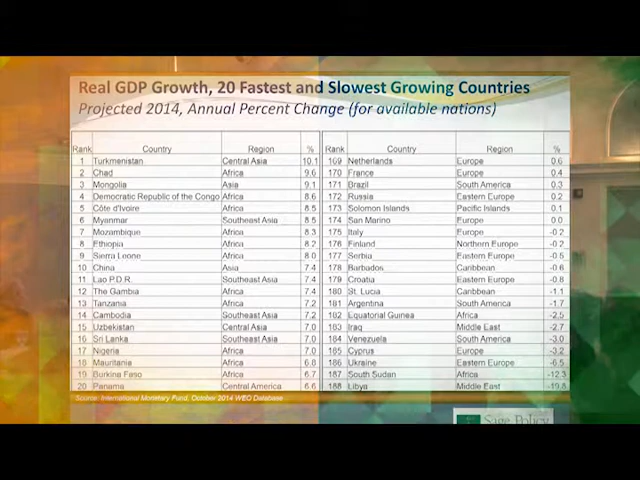 Real GDP Growth, 20 Fastest and Slowest Growing Countries
Projected 2014, Annual Percent Change (for available nations)
Rank Country Region % Rank Country Region %
1 Turkmenistan Central Asia 10.1 169 Netherlands Europe 0.6
2 Chad Africa 9.6 170 France Europe 0.4
3 Mongolia Asia 9.1 171 Brazil South America 0.3
4 Democratic Republic of the Congo Africa 8.6 172 Russia Eastern Europe 0.2
5 Côte d'Ivoire Africa 8.5 173 Solomon Islands Pacific Islands 0.1
6 Myanmar Southeast Asia 8.5 174 San Marino Europe 0.0
7 Mozambique Africa 8.3 175 Italy Europe -0.2
8 Ethiopia Africa 8.2 176 Finland Northern Europe -0.2
9 Sierra Leone Africa 8.0 177 Serbia Eastern Europe -0.5
10 China Asia 7.4 178 Barbados Caribbean -0.6
11 Lao P.D.R. Southeast Asia 7.4 179 Croatia Eastern Europe -0.8
12 The Gambia Africa 7.4 180 St. Lucia Caribbean -1.1
13 Tanzania Africa 7.2 181 Argentina South America -1.7
14 Cambodia Southeast Asia 7.2 182 Equatorial Guinea Africa -2.5
15 Uzbekistan Central Asia 7.0 183 Iraq Middle East -2.7
16 Sri Lanka Southeast Asia 7.0 184 Venezuela South America -3.0
17 Nigeria Africa 7.0 185 Cyprus Europe -3.2
18 Mauritania Africa 6.8 186 Ukraine Eastern Europe -6.5
19 Burkina Faso Africa 6.7 187 South Sudan Africa -12.3
20 Panama Central America 6.6 188 Libya Middle East -19.8
Source: International Monetary Fund, October 2014 WEO Database
Sage Policy